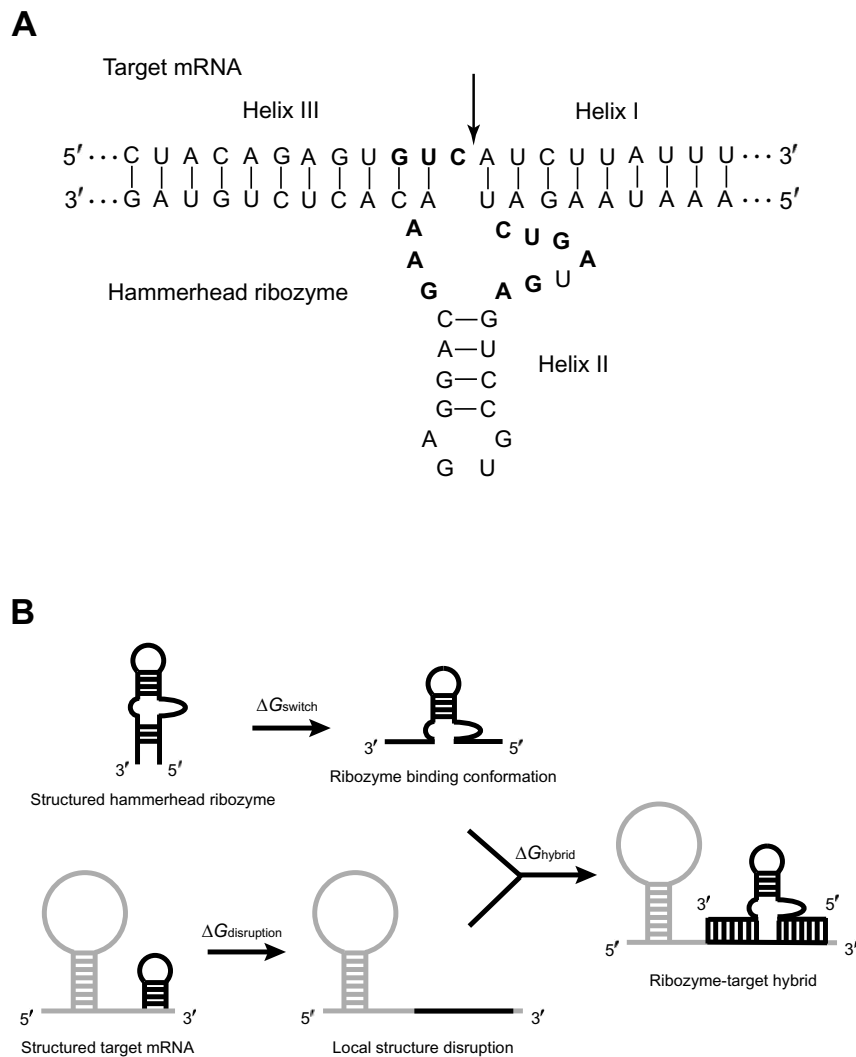 A
Target mRNA
Helix III
Helix I
5′···C U A C A G A G U G U C A U C U U A U U U···3′
3′···G A U G U C U C A C A U A G A A U A A A···5′
A C U G
A A
Hammerhead ribozyme G A G U
C—G
A—U
Helix II
G—C
G—C
A G
G U
B
ΔGswitch
3′ 5′
3′ 5′
Structured hammerhead ribozyme
Ribozyme binding conformation
ΔGhybrid
ΔGdisruption
3′ 5′
5′ 3′
5′ 3′
5′ 3′
Ribozyme-target hybrid
Structured target mRNA
Local structure disruption